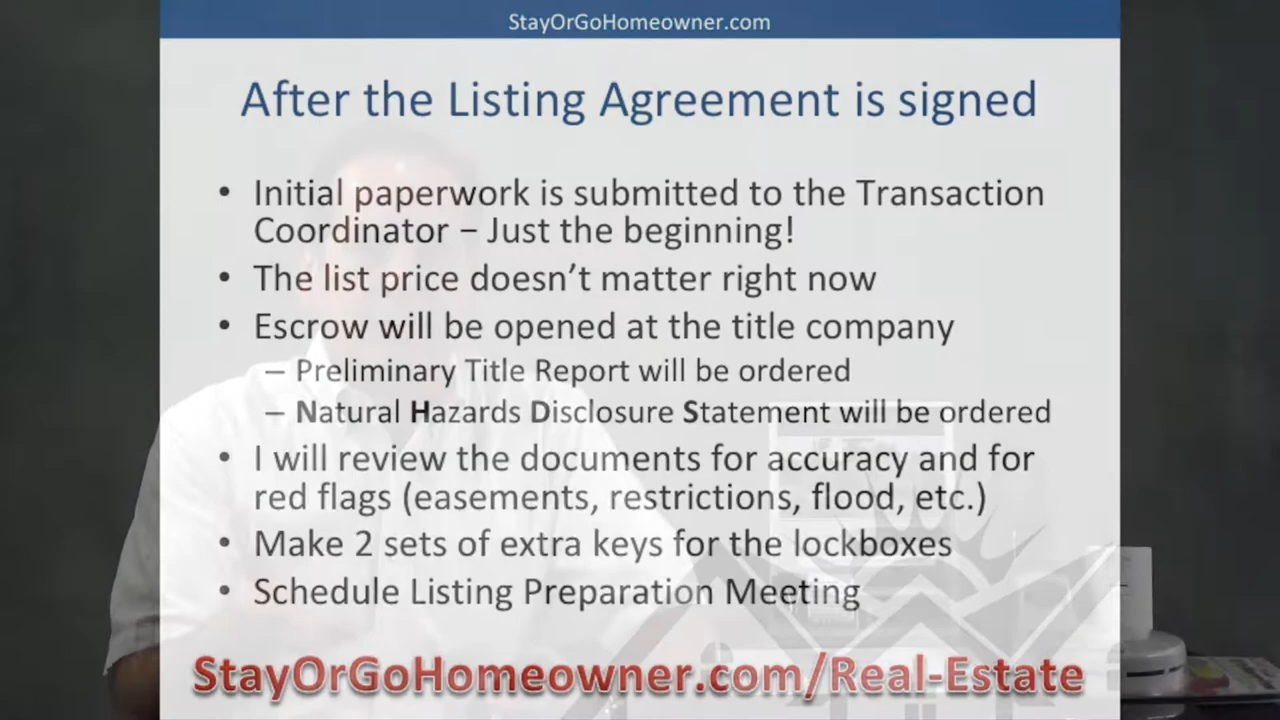 StayOrGoHomeowner.com
After the Listing Agreement is signed
• Initial paperwork is submitted to the Transaction
Coordinator – Just the beginning!
• The list price doesn’t matter right now
• Escrow will be opened at the title company
– Preliminary Title Report will be ordered
– Natural Hazards Disclosure Statement will be ordered
• I will review the documents for accuracy and for
red flags (easements, restrictions, flood, etc.)
• Make 2 sets of extra keys for the lockboxes
• Schedule Listing Preparation Meeting
StayOrGoHomeowner.com/Real-Estate